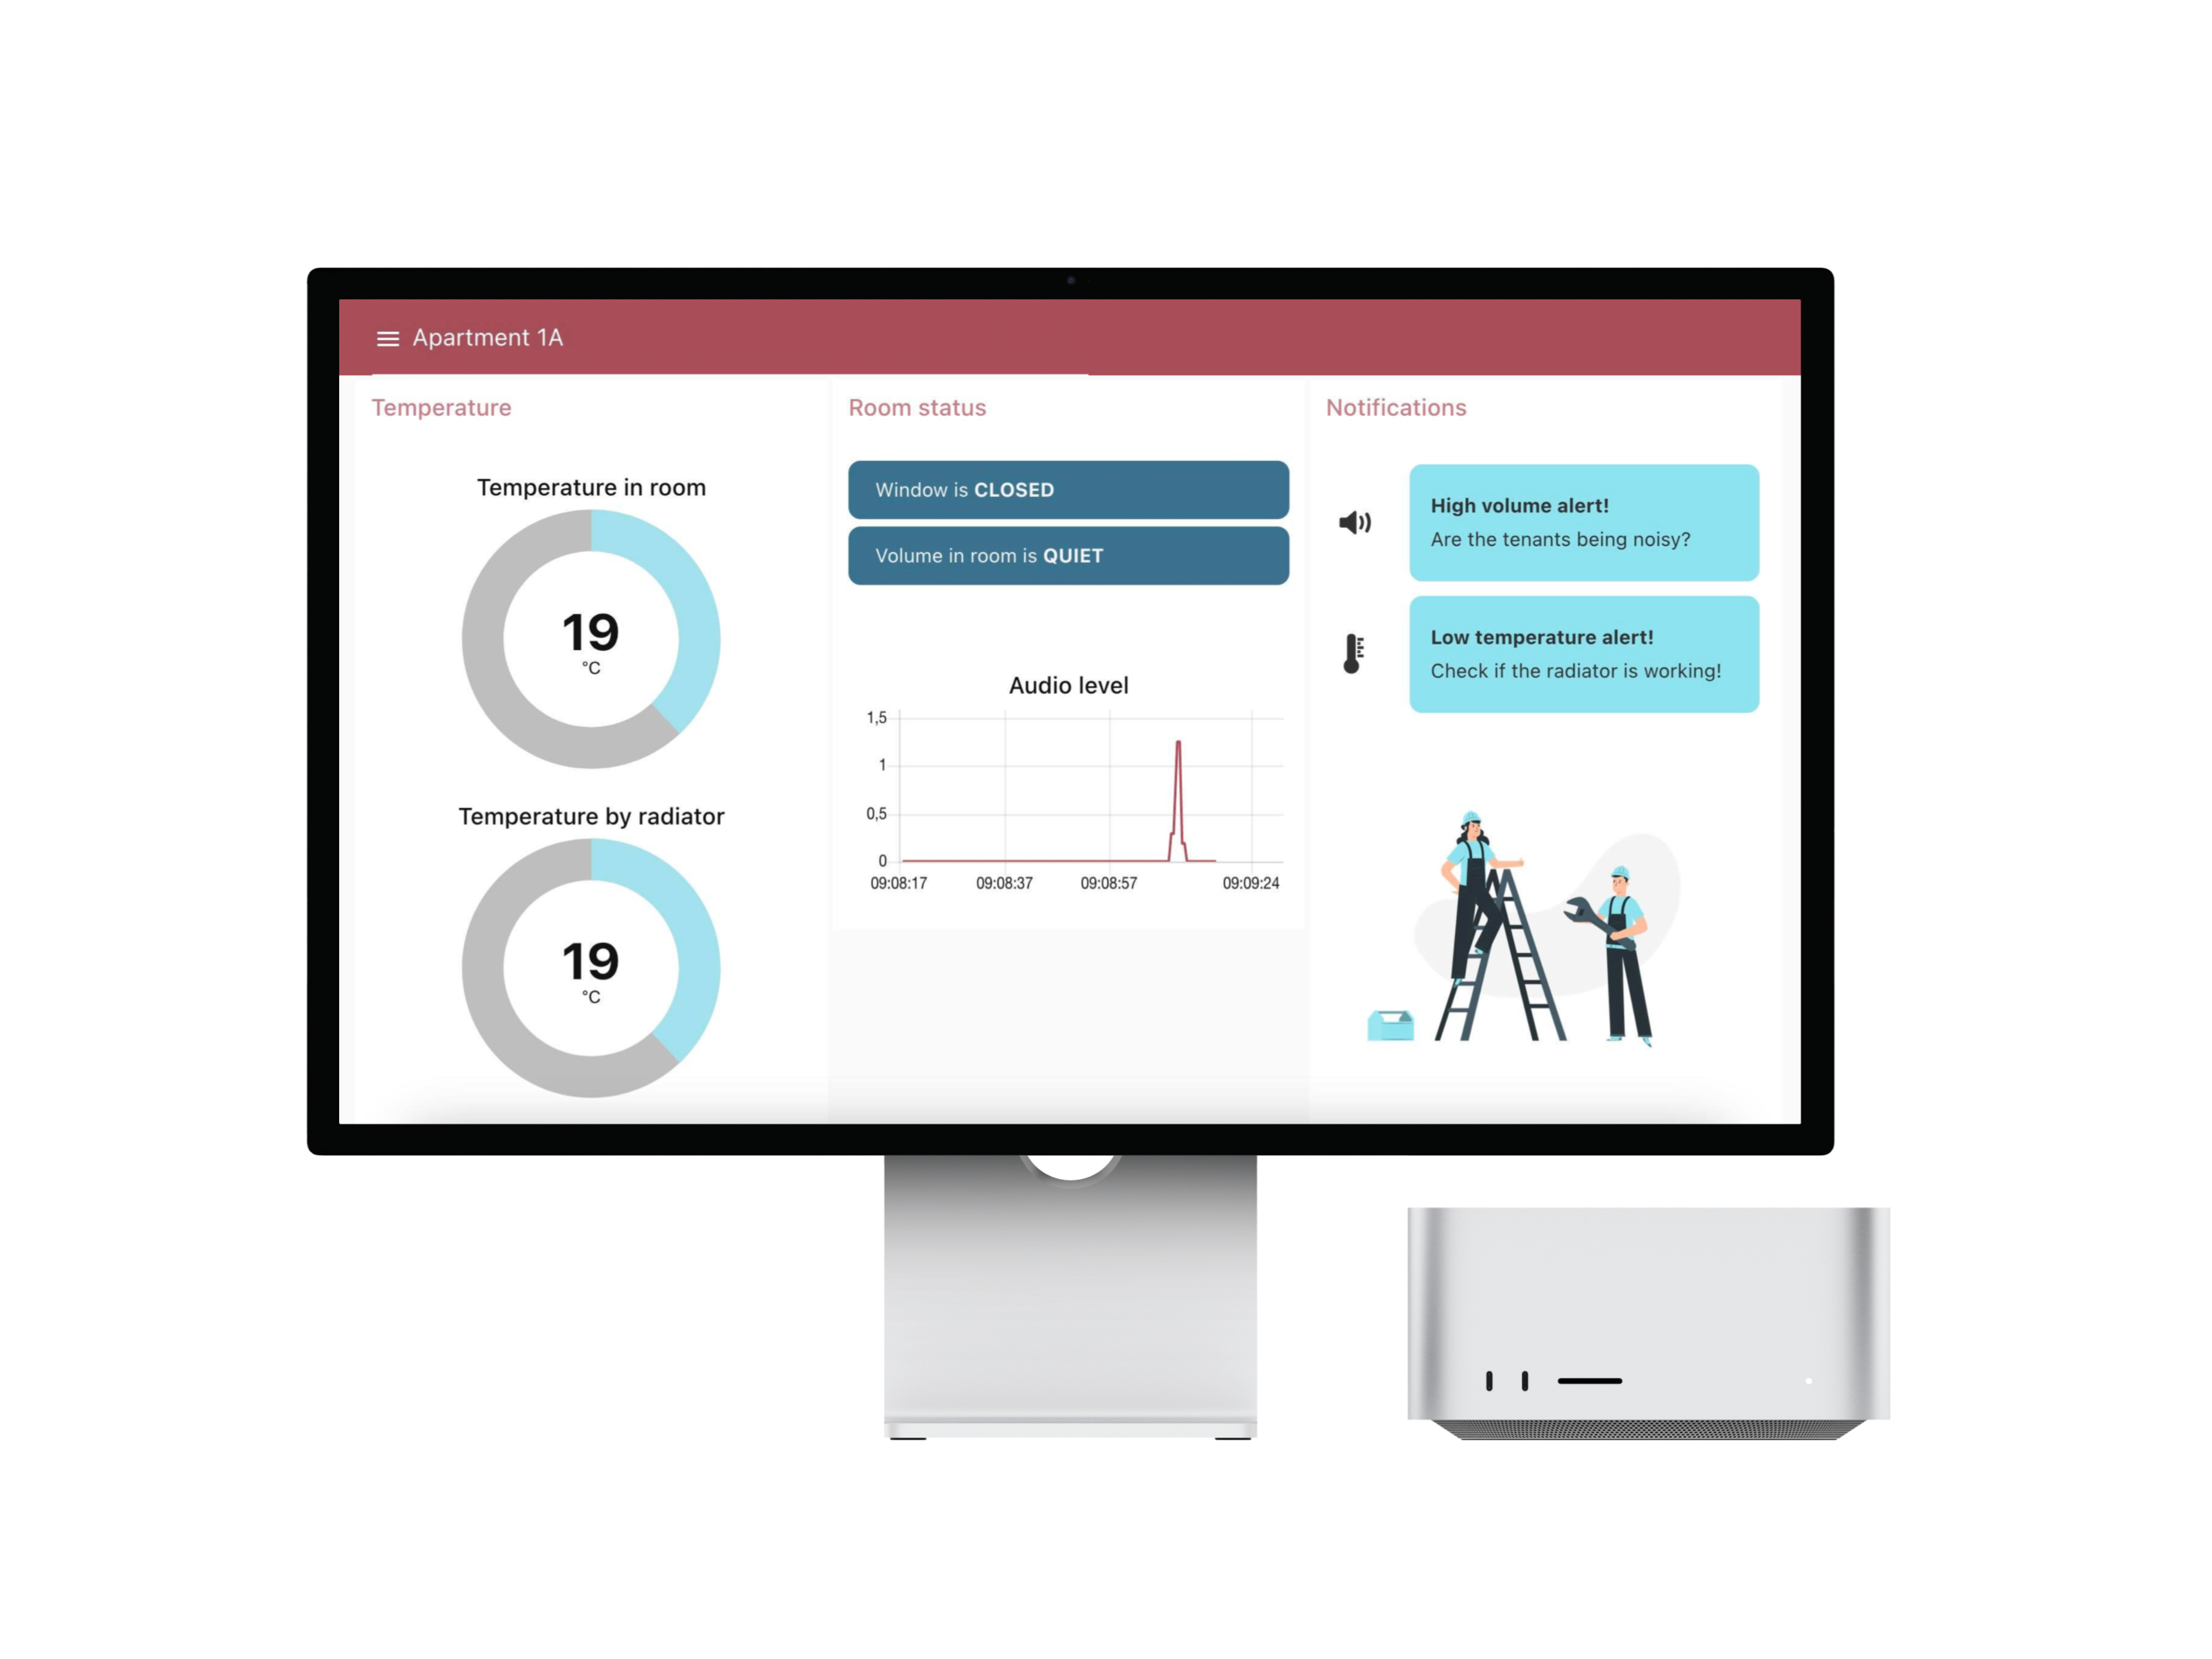 Apartment 1A
Temperature
Temperature in room
19
°C
Temperature by radiator
19
°C
Room status
Window is CLOSED
Volume in room is QUIET
Audio level
1,5
1
0,5
0
09:08:17 09:08:37 09:08:57 09:09:24
Notifications
High volume alert!
Are the tenants being noisy?
Low temperature alert!
Check if the radiator is working!